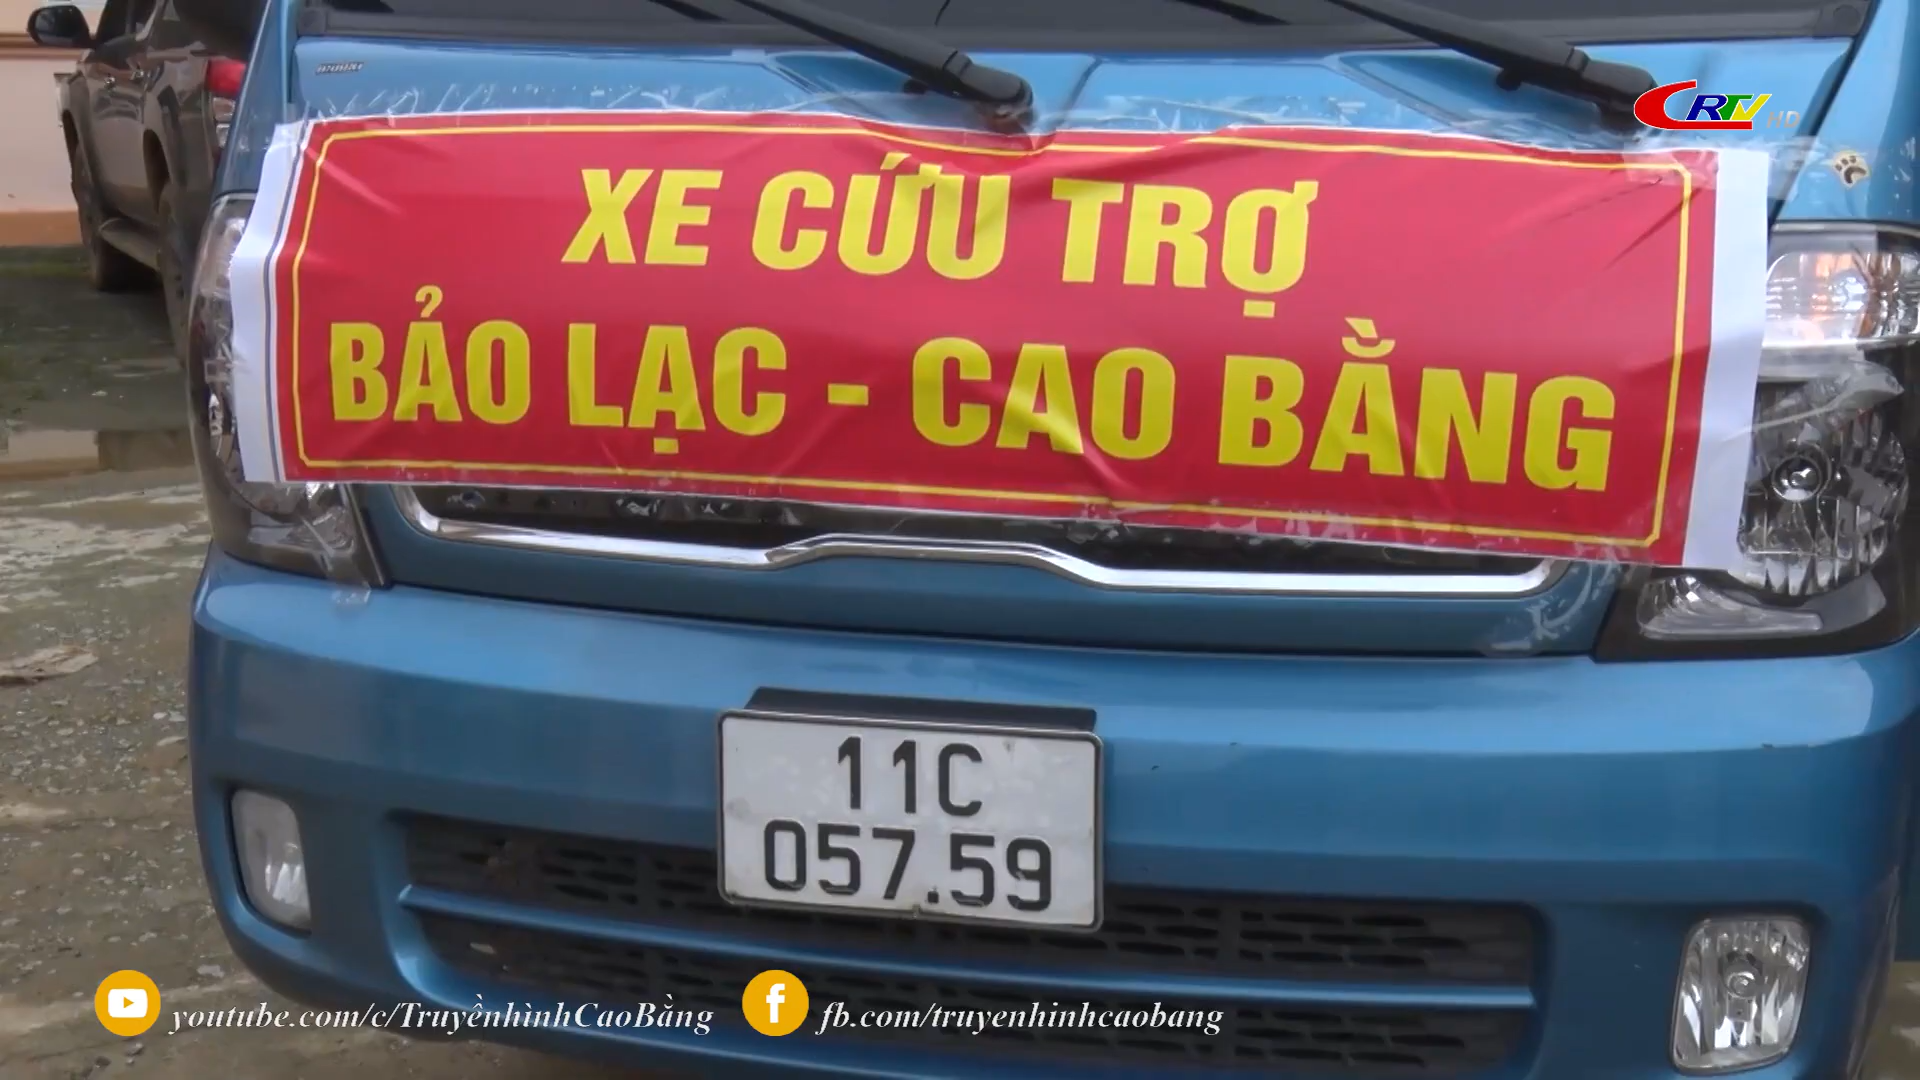 CRTV HD
XE CỨU TRỢ
BẢO LẠC - CAO BẰNG
11C
057.59
youtube.com/c/TruyềnhìnhCaoBằng
fb.com/truyenhinhcaobang